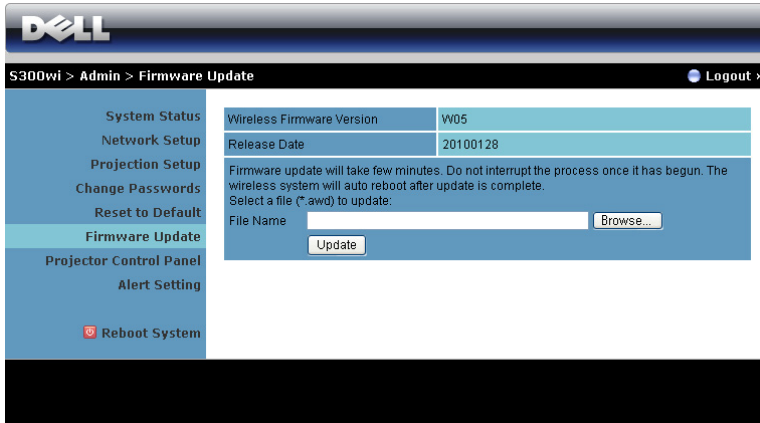 DELL
S300wi > Admin > Firmware Update
Logout »
System Status
Network Setup
Projection Setup
Change Passwords
Reset to Default
Firmware Update
Projector Control Panel
Alert Setting
Reboot System
Wireless Firmware Version W05
Release Date 20100128
Firmware update will take few minutes. Do not interrupt the process once it has begun. The
wireless system will auto reboot after update is complete.
Select a file (*.awd) to update:
File Name Browse...
Update